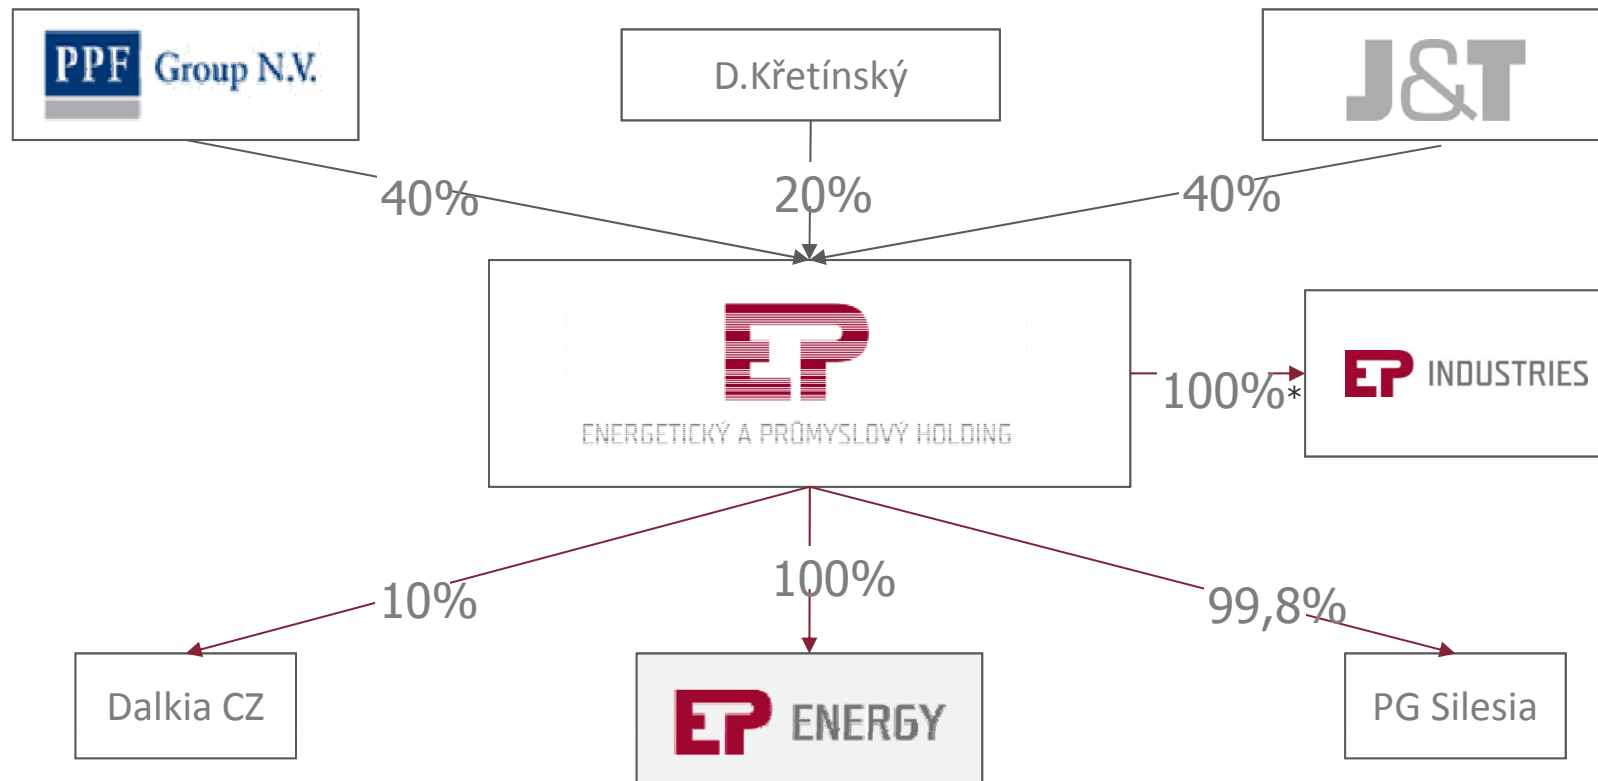 PPF Group N.V.
D.Křetínský
J&T
40%
20%
40%
EP
ENERGETICKÝ A PRŮMYSLOVÝ HOLDING
100%*
EP INDUSTRIES
10%
100%
99,8%
Dalkia CZ
EP ENERGY
PG Silesia